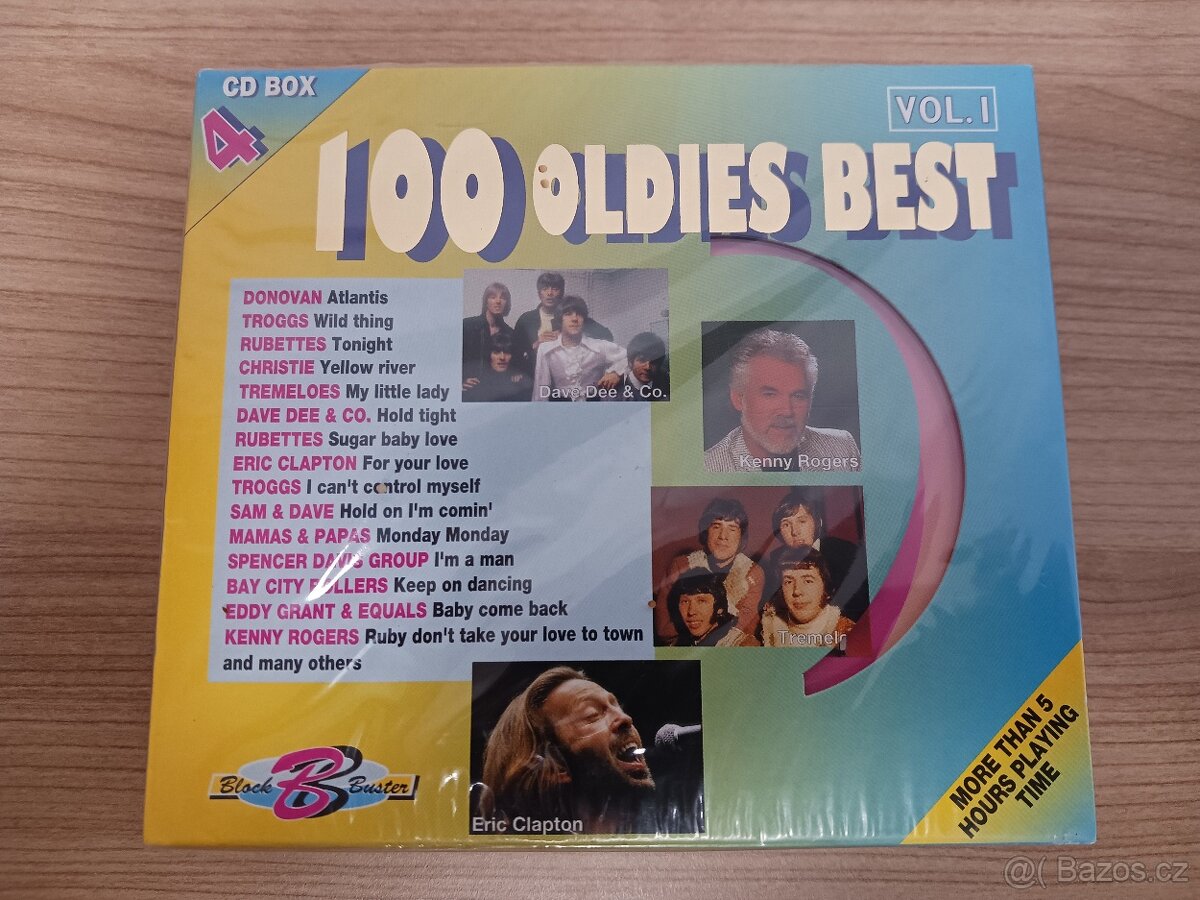 CD BOX
4
VOL. I
100 OLDIES BEST
DONOVAN Atlantis
TROGGS Wild thing
RUBETTES Tonight
CHRISTIE Yellow river
TREMELOES My little lady
DAVE DEE & CO. Hold tight
RUBETTES Sugar baby love
ERIC CLAPTON For your love
TROGGS I can't control myself
SAM & DAVE Hold on I'm comin'
MAMAS & PAPAS Monday Monday
SPENCER DAVIS GROUP I'm a man
BAY CITY ROLLERS Keep on dancing
EDDY GRANT & EQUALS Baby come back
KENNY ROGERS Ruby don't take your love to town
and many others
Dave Dee & Co.
Kenny Rogers
Tremelo
Eric Clapton
Block B Buster
MORE THAN 5
HOURS PLAYING
TIME
@( Bazos.cz